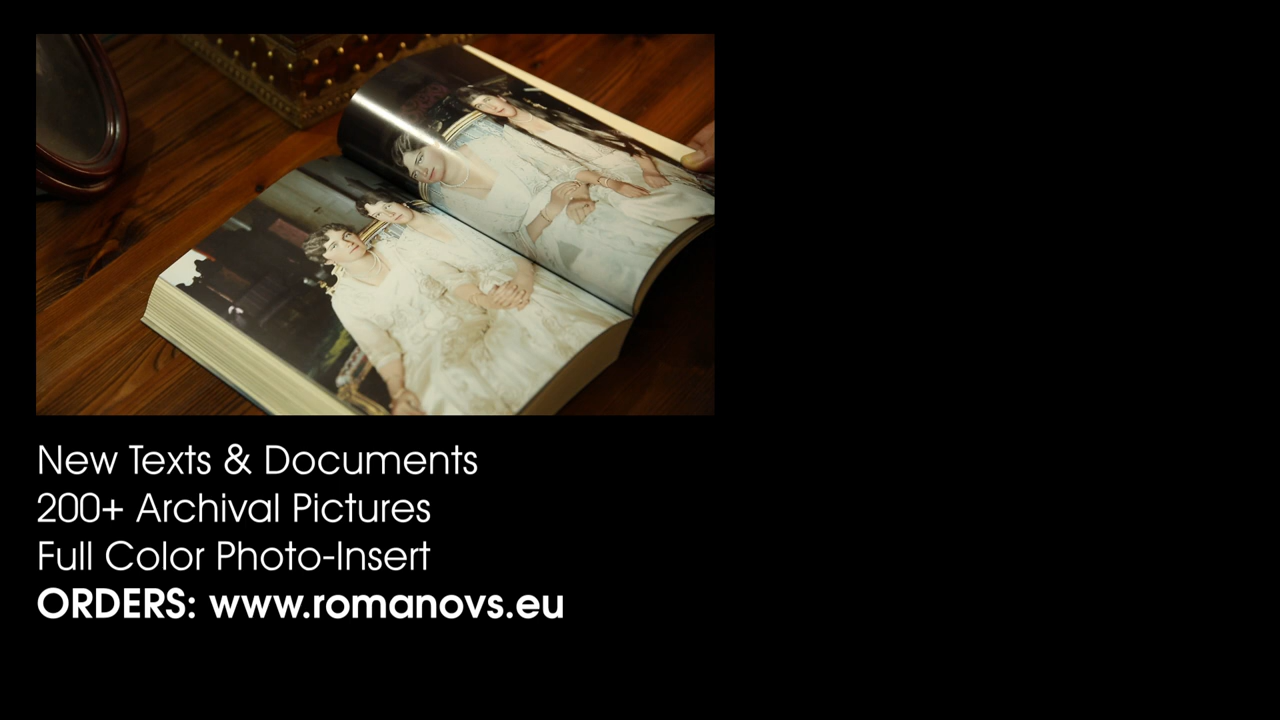 New Texts & Documents
200+ Archival Pictures
Full Color Photo-Insert
ORDERS: www.romanovs.eu